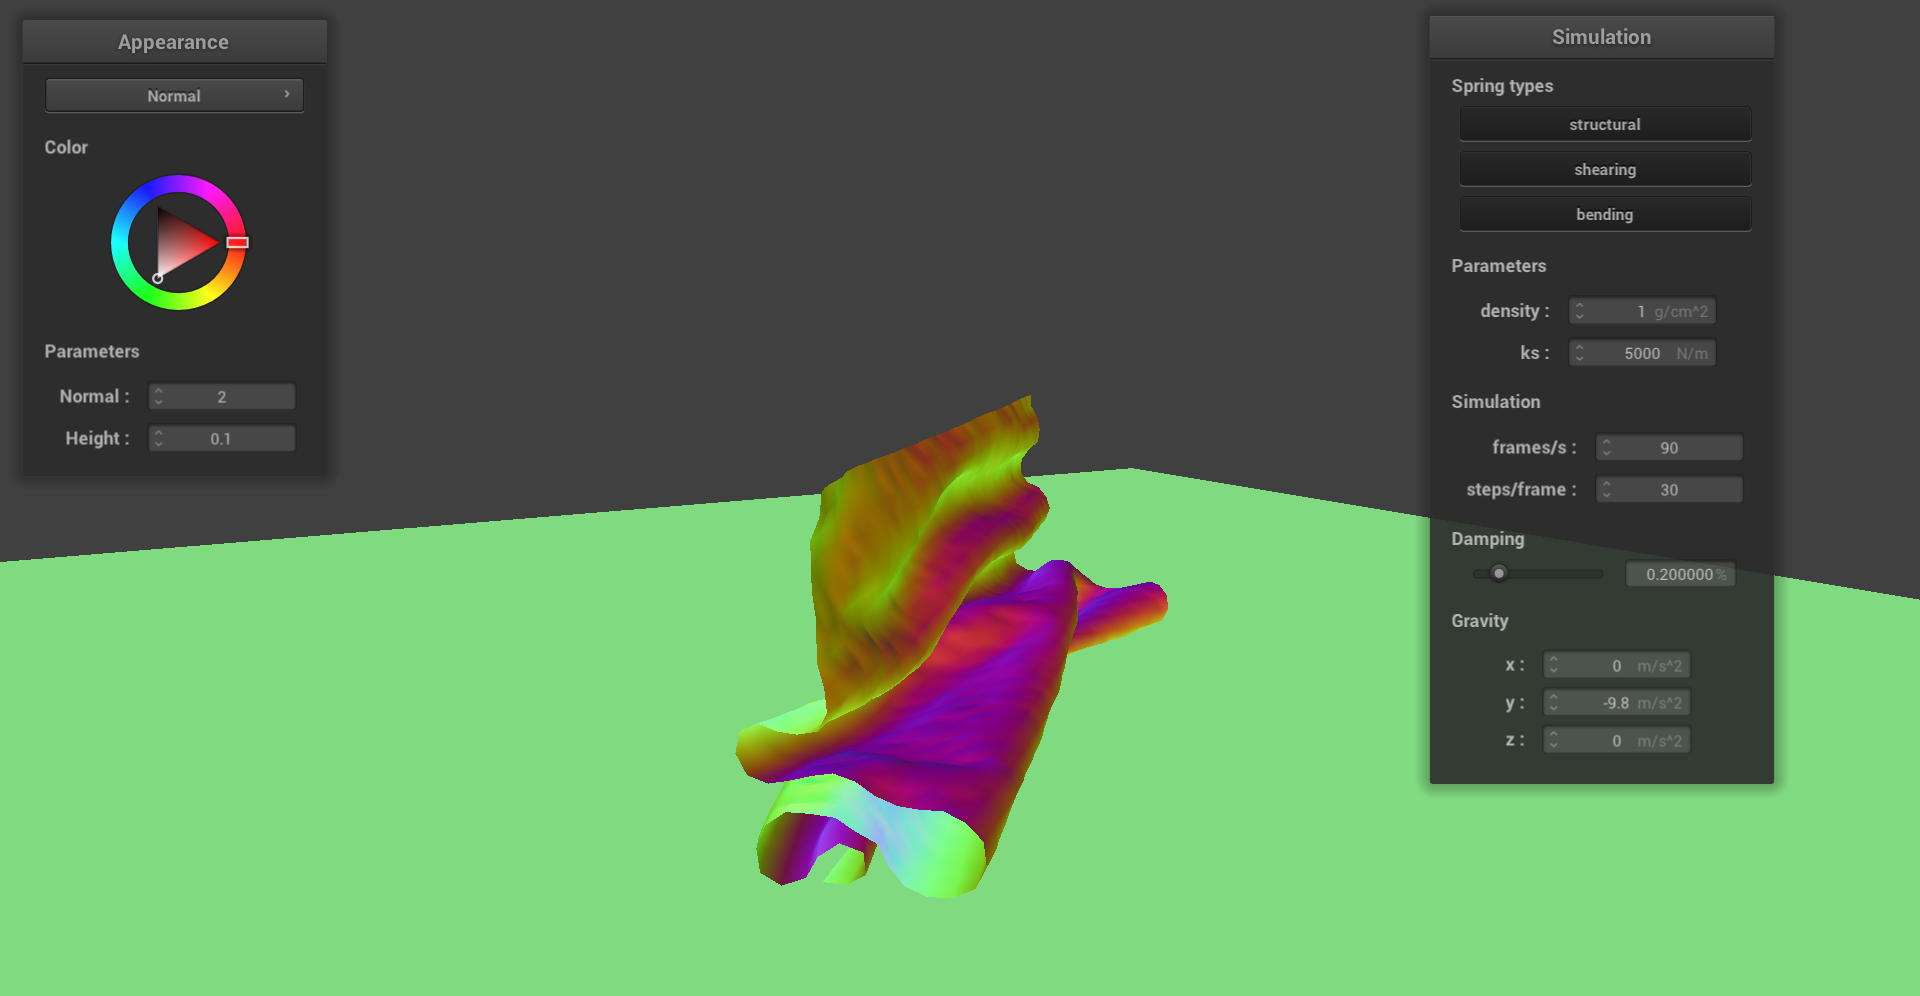 Appearance
Normal
Color
Parameters
Normal : 2
Height : 0.1
Simulation
Spring types
structural
shearing
bending
Parameters
density : 1 g/cm^2
ks : 5000 N/m
Simulation
frames/s : 90
steps/frame : 30
Damping
0.200000 %
Gravity
x : 0 m/s^2
y : -9.8 m/s^2
z : 0 m/s^2